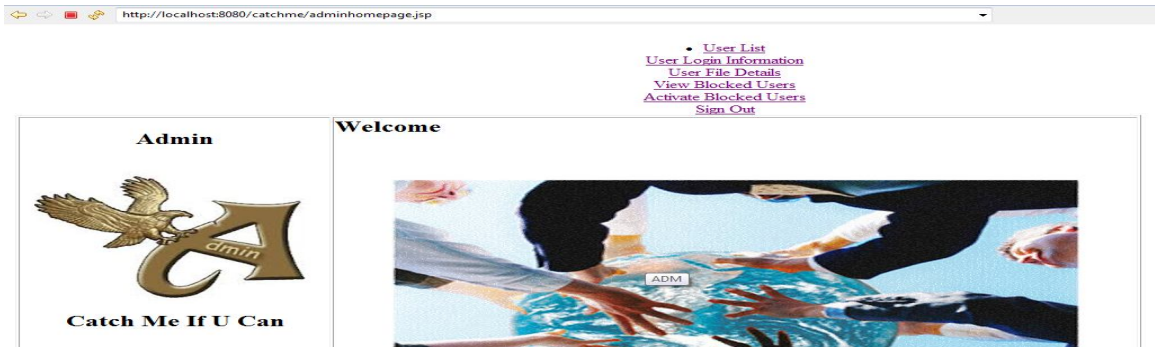 http://localhost:8080/catchme/adminhomepage.jsp
• User List
User Login Information
User File Details
View Blocked Users
Activate Blocked Users
Sign Out
Admin
Admin
Catch Me If U Can
Welcome
ADM